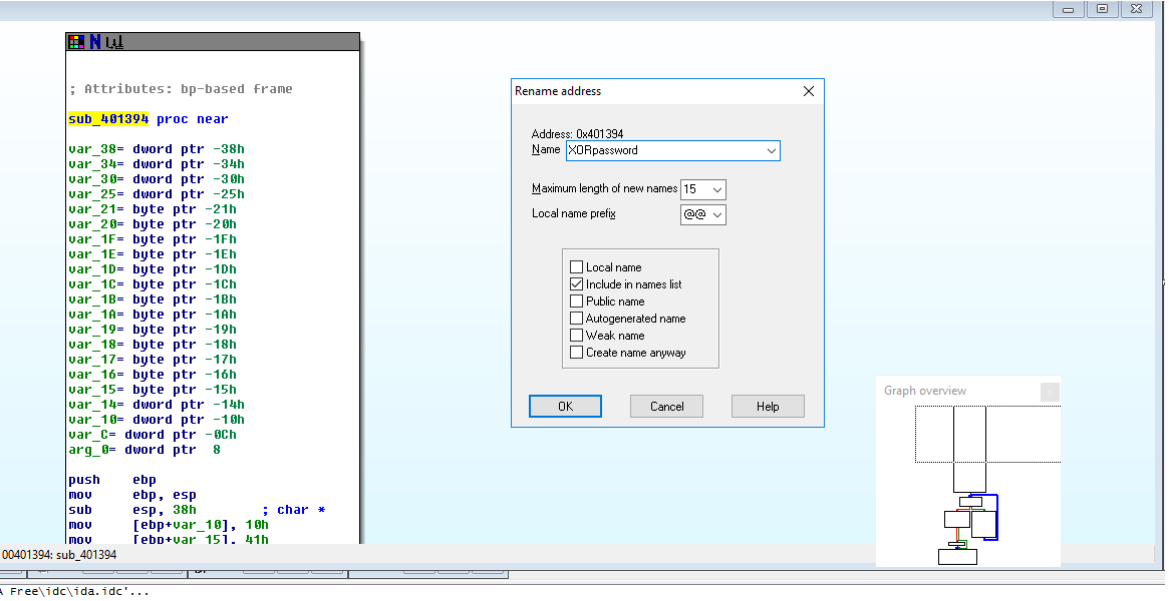 ; Attributes: bp-based frame
sub_401394 proc near
var_38= dword ptr -38h
var_34= dword ptr -34h
var_30= dword ptr -30h
var_25= dword ptr -25h
var_21= byte ptr -21h
var_20= byte ptr -20h
var_1F= byte ptr -1Fh
var_1E= byte ptr -1Eh
var_1D= byte ptr -1Dh
var_1C= byte ptr -1Ch
var_1B= byte ptr -1Bh
var_1A= byte ptr -1Ah
var_19= byte ptr -19h
var_18= byte ptr -18h
var_17= byte ptr -17h
var_16= byte ptr -16h
var_15= byte ptr -15h
var_14= dword ptr -14h
var_10= dword ptr -10h
var_C= dword ptr -0Ch
arg_0= dword ptr  8
push    ebp
mov     ebp, esp
sub     esp, 38h        ; char *
mov     [ebp+var_10], 10h
mov     [ebp+var_15], 41h
Rename address
Address: 0x401394
Name XORpassword
Maximum length of new names 15
Local name prefix @@
Local name
Include in names list
Public name
Autogenerated name
Weak name
Create name anyway
OK Cancel Help
Graph overview
00401394: sub_401394
A Free\idc\ida.idc'...